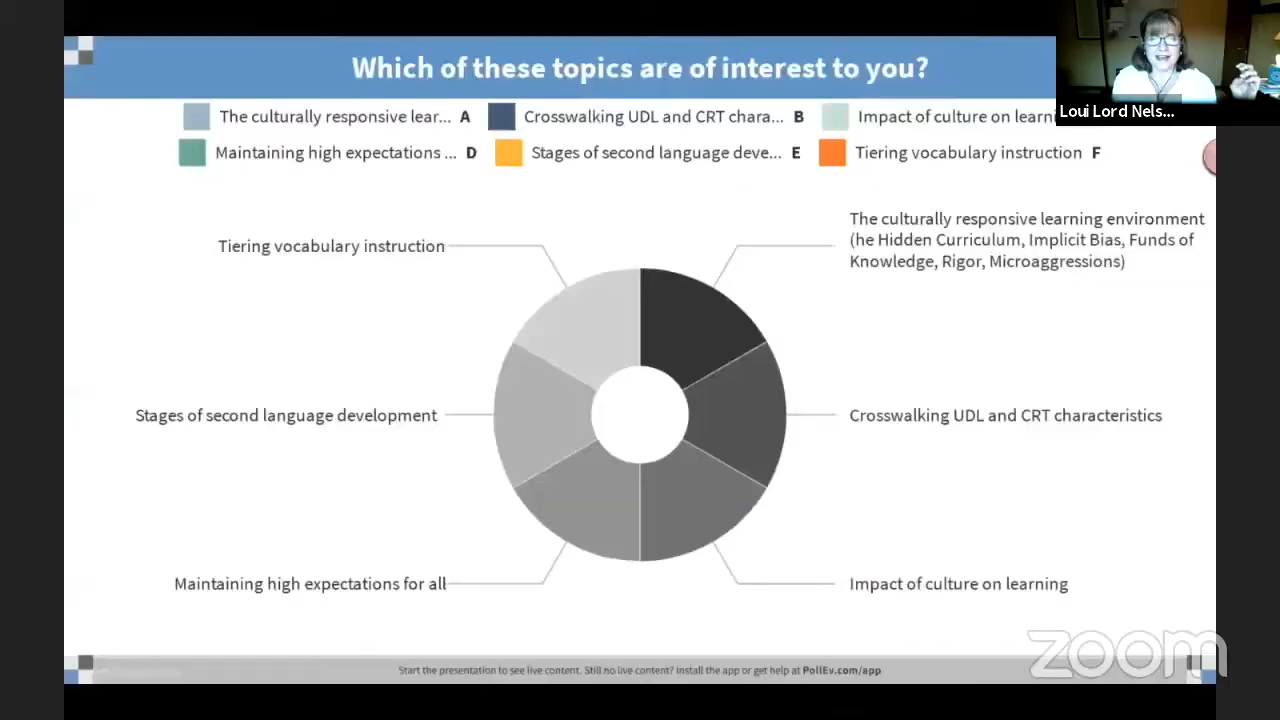 Which of these topics are of interest to you?
Loui Lord Nels...
The culturally responsive lear... A
Crosswalking UDL and CRT chara... B
Impact of culture on learni
Maintaining high expectations ... D
Stages of second language deve... E
Tiering vocabulary instruction F
Tiering vocabulary instruction
The culturally responsive learning environment
(he Hidden Curriculum, Implicit Bias, Funds of
Knowledge, Rigor, Microaggressions)
Stages of second language development
Crosswalking UDL and CRT characteristics
Maintaining high expectations for all
Impact of culture on learning
zoom
Start the presentation to see live content. Still no live content? Install the app or get help at PollEv.com/app